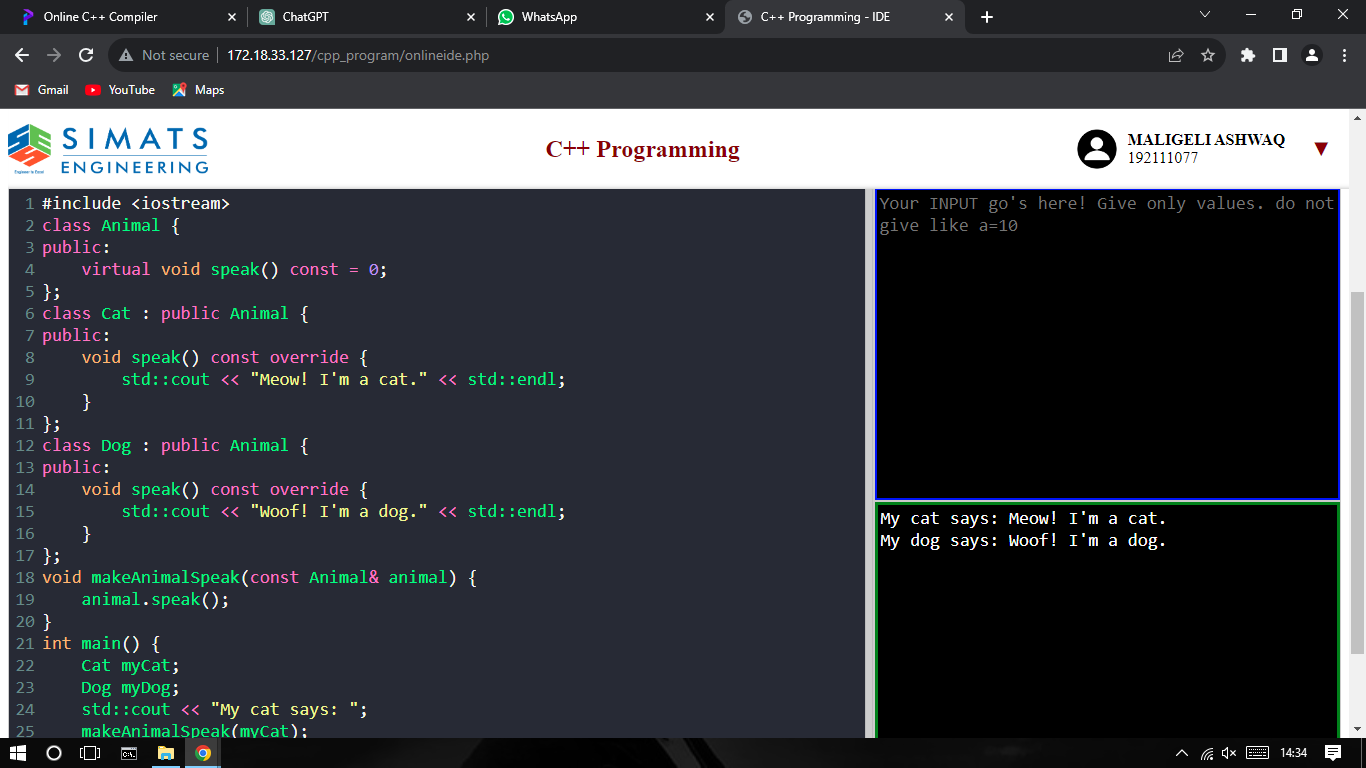 Online C++ Compiler
ChatGPT
WhatsApp
C++ Programming - IDE
Not secure
172.18.33.127/cpp_program/onlineide.php
Gmail
YouTube
Maps
SIMATS
ENGINEERING
C++ Programming
MALIGELI ASHWAQ
192111077
1 #include <iostream>
2 class Animal {
3 public:
4     virtual void speak() const = 0;
5 };
6 class Cat : public Animal {
7 public:
8     void speak() const override {
9         std::cout << "Meow! I'm a cat." << std::endl;
10     }
11 };
12 class Dog : public Animal {
13 public:
14     void speak() const override {
15         std::cout << "Woof! I'm a dog." << std::endl;
16     }
17 };
18 void makeAnimalSpeak(const Animal& animal) {
19     animal.speak();
20 }
21 int main() {
22     Cat myCat;
23     Dog myDog;
24     std::cout << "My cat says: ";
25     makeAnimalSpeak(myCat);
Your INPUT go's here! Give only values. do not
give like a=10
My cat says: Meow! I'm a cat.
My dog says: Woof! I'm a dog.
14:34